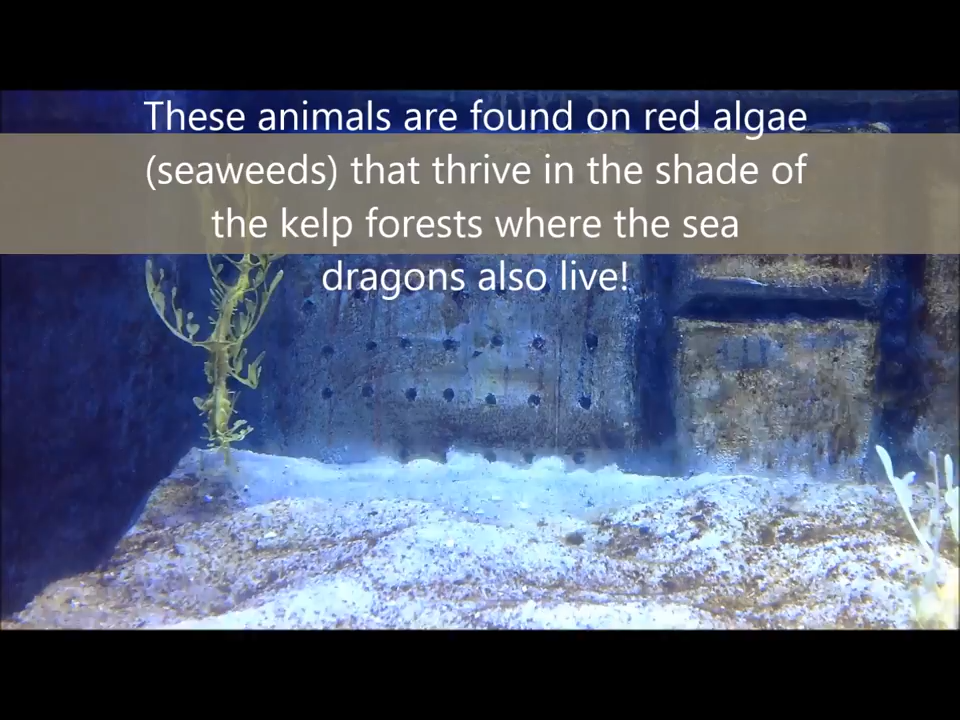 These animals are found on red algae
(seaweeds) that thrive in the shade of
the kelp forests where the sea
dragons also live!